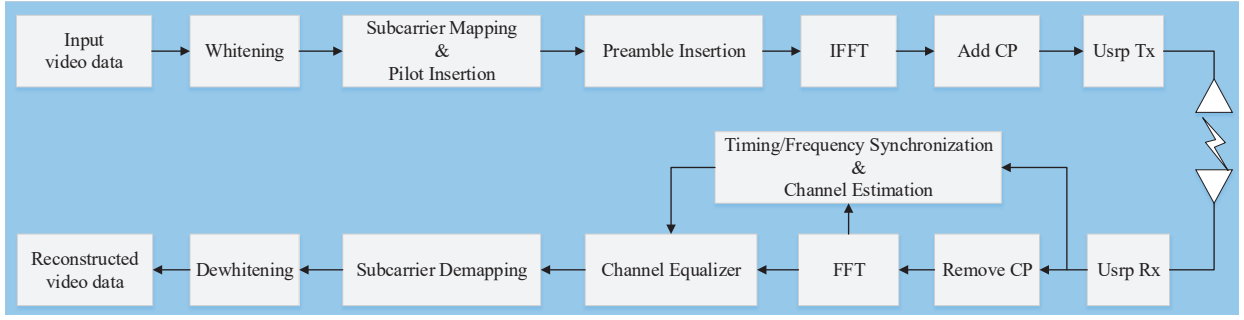 Input
video data
Whitening
Subcarrier Mapping
&
Pilot Insertion
Preamble Insertion
IFFT
Add CP
Usrp Tx
Timing/Frequency Synchronization
&
Channel Estimation
Reconstructed
video data
Dewhitening
Subcarrier Demapping
Channel Equalizer
FFT
Remove CP
Usrp Rx